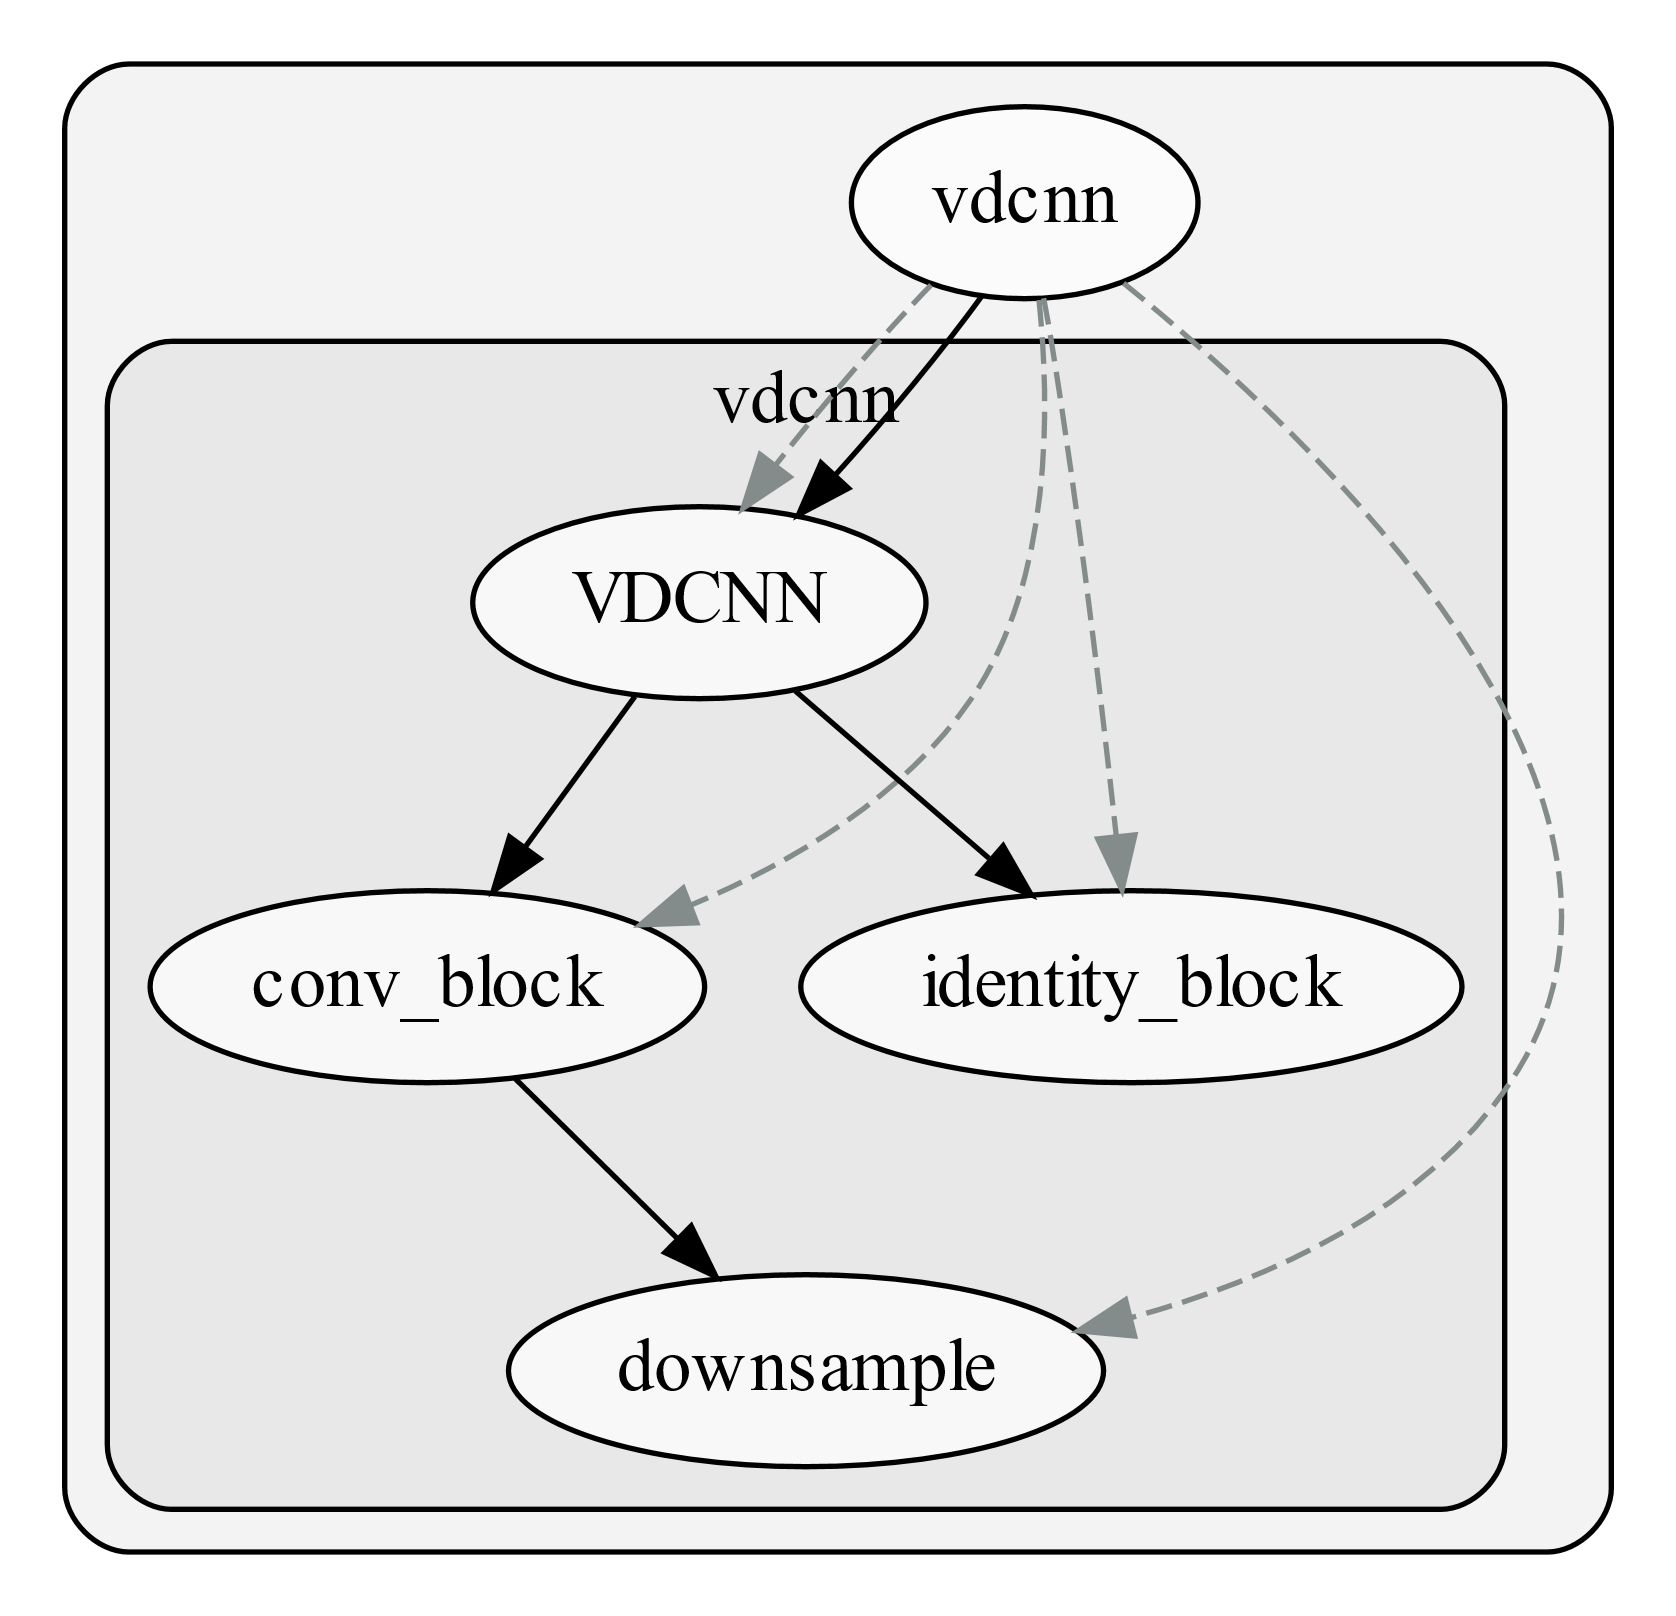 vdcnn
vdcnn
VDCNN
conv_block
identity_block
downsample